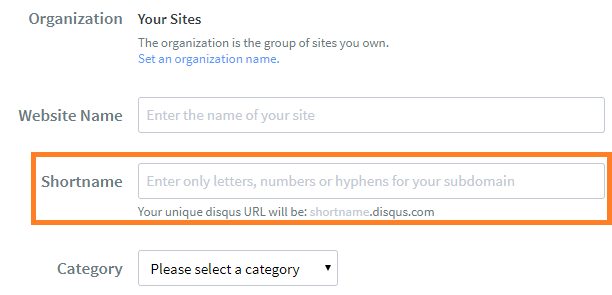 Organization Your Sites
The organization is the group of sites you own.
Set an organization name.
Website Name Enter the name of your site
Shortname Enter only letters, numbers or hyphens for your subdomain
Your unique disqus URL will be: shortname.disqus.com
Category Please select a category